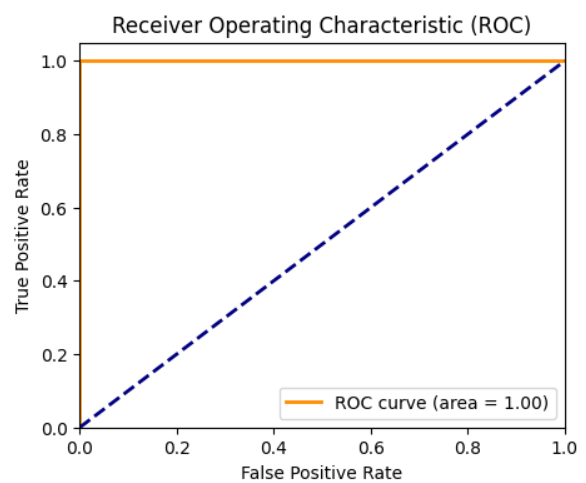 Receiver Operating Characteristic (ROC)
True Positive Rate
1.0
0.8
0.6
0.4
0.2
0.0
ROC curve (area = 1.00)
0.0 0.2 0.4 0.6 0.8 1.0
False Positive Rate